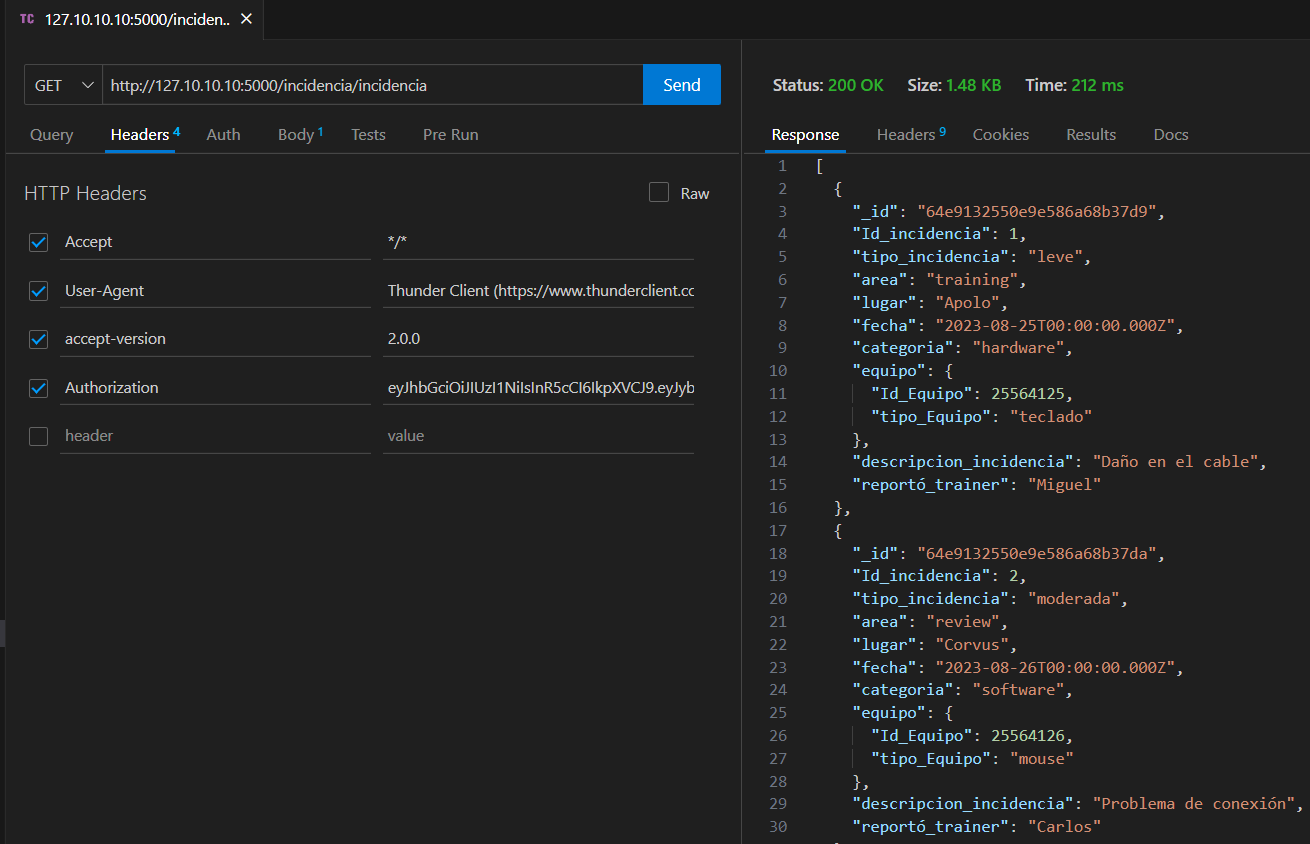 TC 127.10.10.10:5000/inciden.. ✕
GET http://127.10.10.10:5000/incidencia/incidencia Send
Query Headers 4 Auth Body 1 Tests Pre Run
HTTP Headers Raw
Accept */*
User-Agent Thunder Client (https://www.thunderclient.cc
accept-version 2.0.0
Authorization eyJhbGciOiJIUzI1NiIsInR5cCI6IkpXVCJ9.eyJyb
header value
Status: 200 OK Size: 1.48 KB Time: 212 ms
Response Headers 9 Cookies Results Docs
1 [
2 {
3 "_id": "64e9132550e9e586a68b37d9",
4 "Id_incidencia": 1,
5 "tipo_incidencia": "leve",
6 "area": "training",
7 "lugar": "Apolo",
8 "fecha": "2023-08-25T00:00:00.000Z",
9 "categoria": "hardware",
10 "equipo": {
11 "Id_Equipo": 25564125,
12 "tipo_Equipo": "teclado"
13 },
14 "descripcion_incidencia": "Daño en el cable",
15 "reportó_trainer": "Miguel"
16 },
17 {
18 "_id": "64e9132550e9e586a68b37da",
19 "Id_incidencia": 2,
20 "tipo_incidencia": "moderada",
21 "area": "review",
22 "lugar": "Corvus",
23 "fecha": "2023-08-26T00:00:00.000Z",
24 "categoria": "software",
25 "equipo": {
26 "Id_Equipo": 25564126,
27 "tipo_Equipo": "mouse"
28 },
29 "descripcion_incidencia": "Problema de conexión",
30 "reportó_trainer": "Carlos"